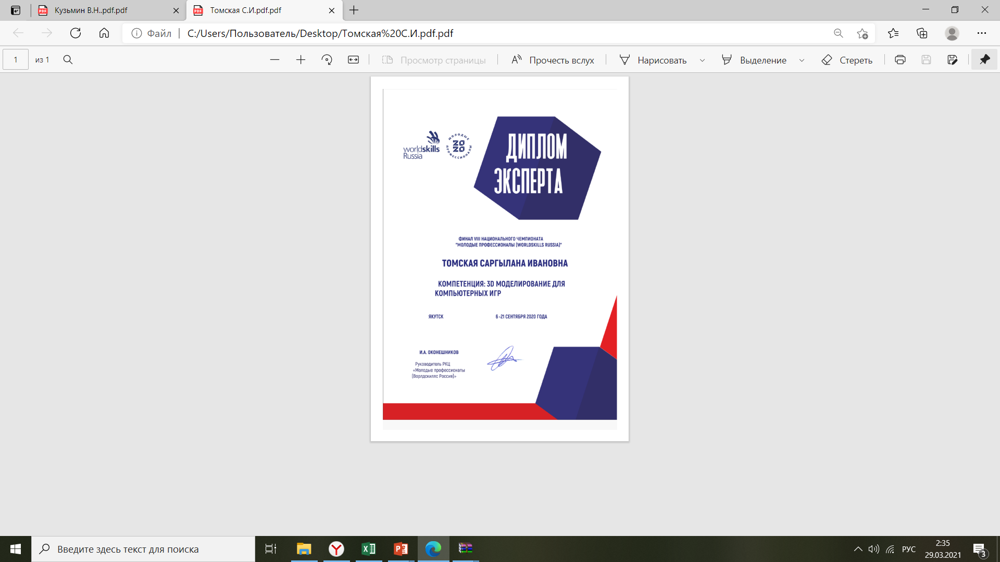 Кузьмин В.Н..pdf.pdf
Томская С.И.pdf.pdf
Файл
C:/Users/Пользователь/Desktop/Томская%20С.И.pdf.pdf
1
из 1
Просмотр страницы
Прочесть вслух
Нарисовать
Выделение
Стереть
worldskills
Russia
МОЛОДЫЕ
2020
ПРОФЕССИОНАЛЫ
ДИПЛОМ
ЭКСПЕРТА
ФИНАЛ VIII НАЦИОНАЛЬНОГО ЧЕМПИОНАТА
"МОЛОДЫЕ ПРОФЕССИОНАЛЫ (WORLDSKILLS RUSSIA)"
ТОМСКАЯ САРГЫЛАНА ИВАНОВНА
КОМПЕТЕНЦИЯ: 3D МОДЕЛИРОВАНИЕ ДЛЯ
КОМПЬЮТЕРНЫХ ИГР
ЯКУТСК
6 -21 СЕНТЯБРЯ 2020 ГОДА
И.А. ОКОНЕШНИКОВ
Руководитель РКЦ
«Молодые профессионалы
(Ворлдскиллс Россия)»
Введите здесь текст для поиска
РУС
2:35
29.03.2021
3